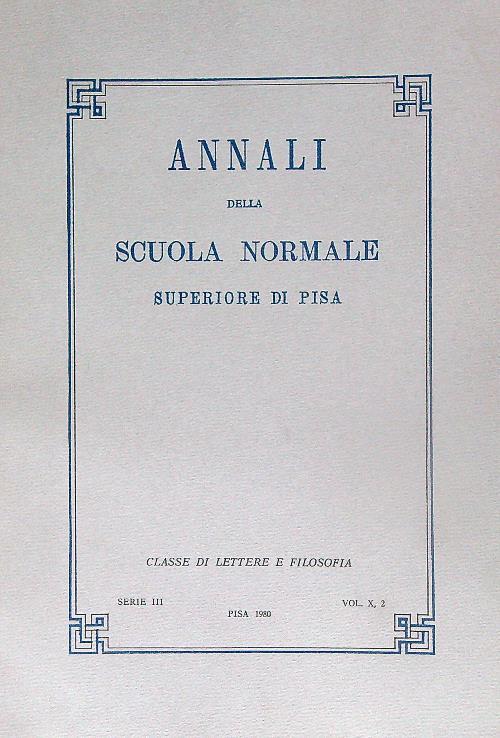 ANNALI
DELLA
SCUOLA NORMALE
SUPERIORE DI PISA
CLASSE DI LETTERE E FILOSOFIA
SERIE III
PISA 1980
VOL. X, 2